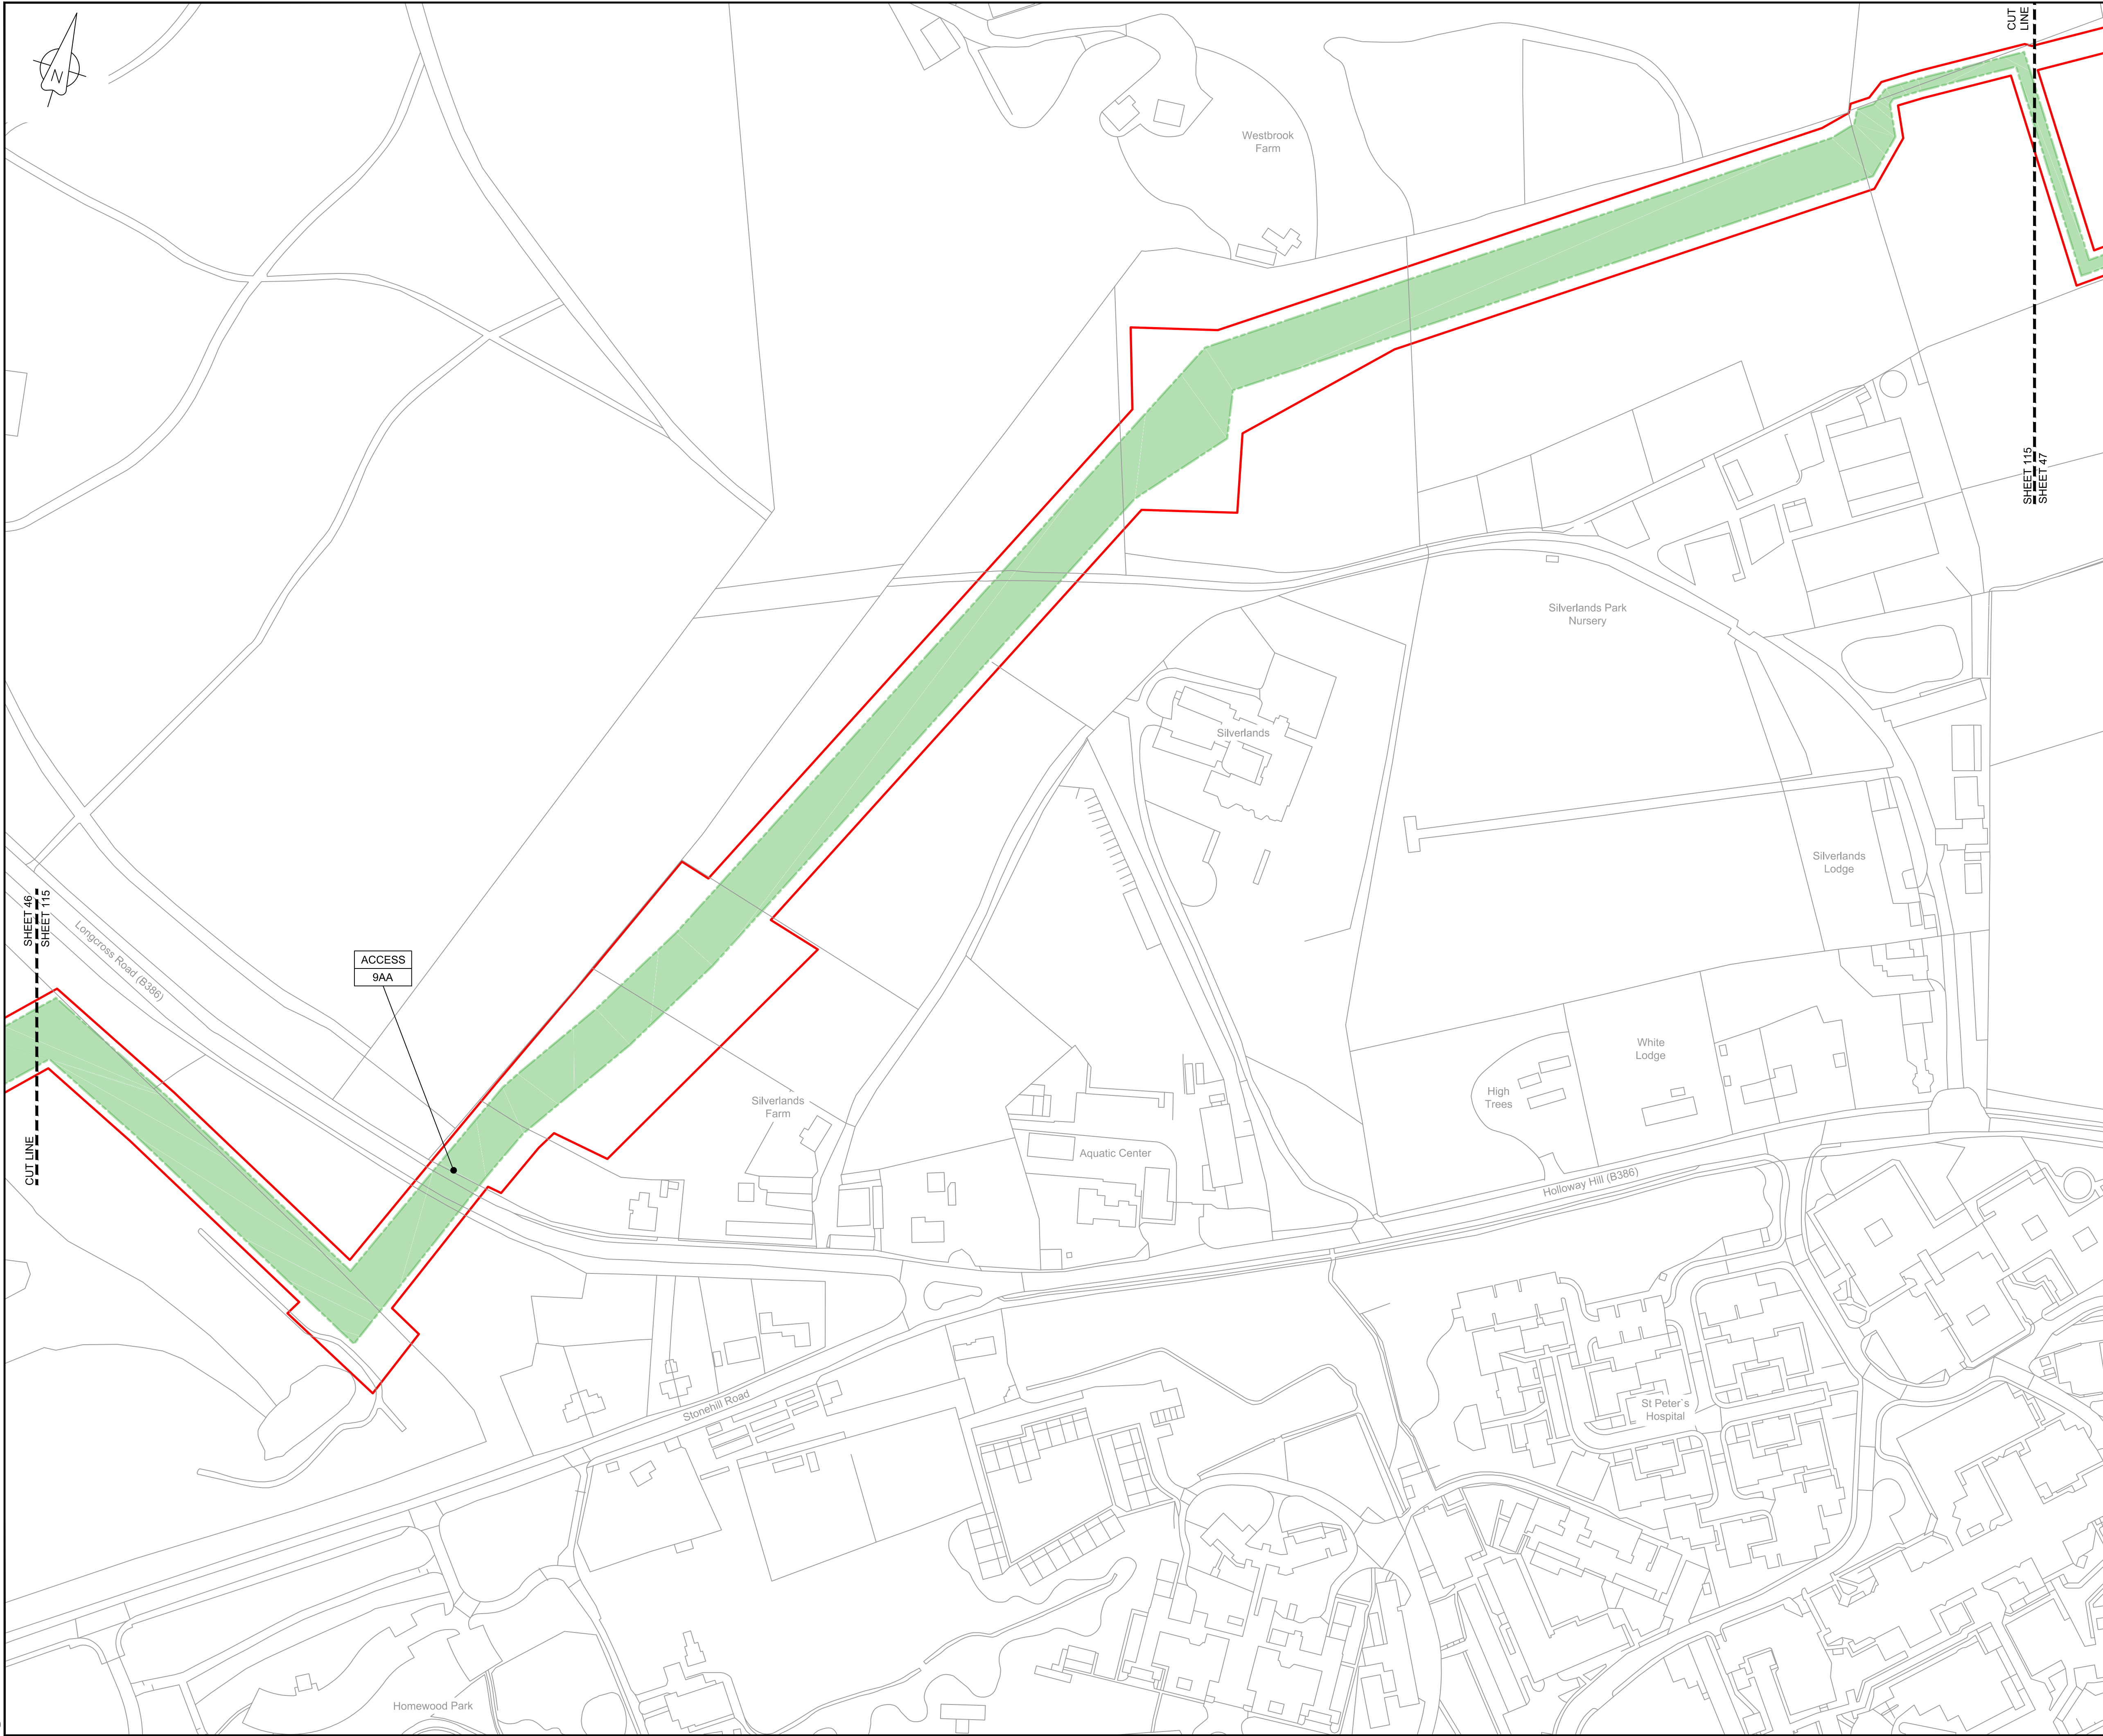 N
CUT
LINE
Westbrook
Farm
SHEET 115
SHEET 47
Silverlands Park
Nursery
Silverlands
Silverlands
Lodge
SHEET 46
SHEET 115
CUT LINE
Longcross Road (B386)
ACCESS
9AA
White
Lodge
High
Trees
Silverlands
Farm
Aquatic Center
Holloway Hill (B386)
Stonehill Road
St Peter`s
Hospital
Homewood Park